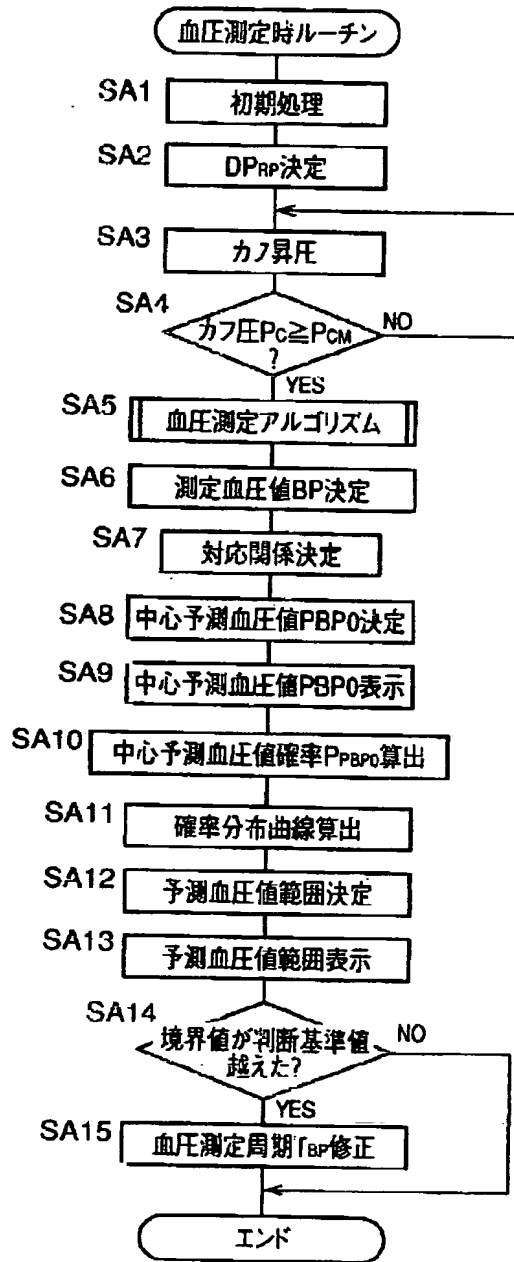 血圧測定時ルーチン
SA1
初期処理
SA2
DPRP決定
SA3
カフ昇圧
SA4
カフ圧PC≧PCM
?
NO
YES
SA5
血圧測定アルゴリズム
SA6
測定血圧値BP決定
SA7
対応関係決定
SA8
中心予測血圧値PBP0決定
SA9
中心予測血圧値PBP0表示
SA10
中心予測血圧値確率PPBP0算出
SA11
確率分布曲線算出
SA12
予測血圧値範囲決定
SA13
予測血圧値範囲表示
SA14
境界値が判断基準値
越えた?
NO
YES
SA15
血圧測定周期TBP修正
エンド